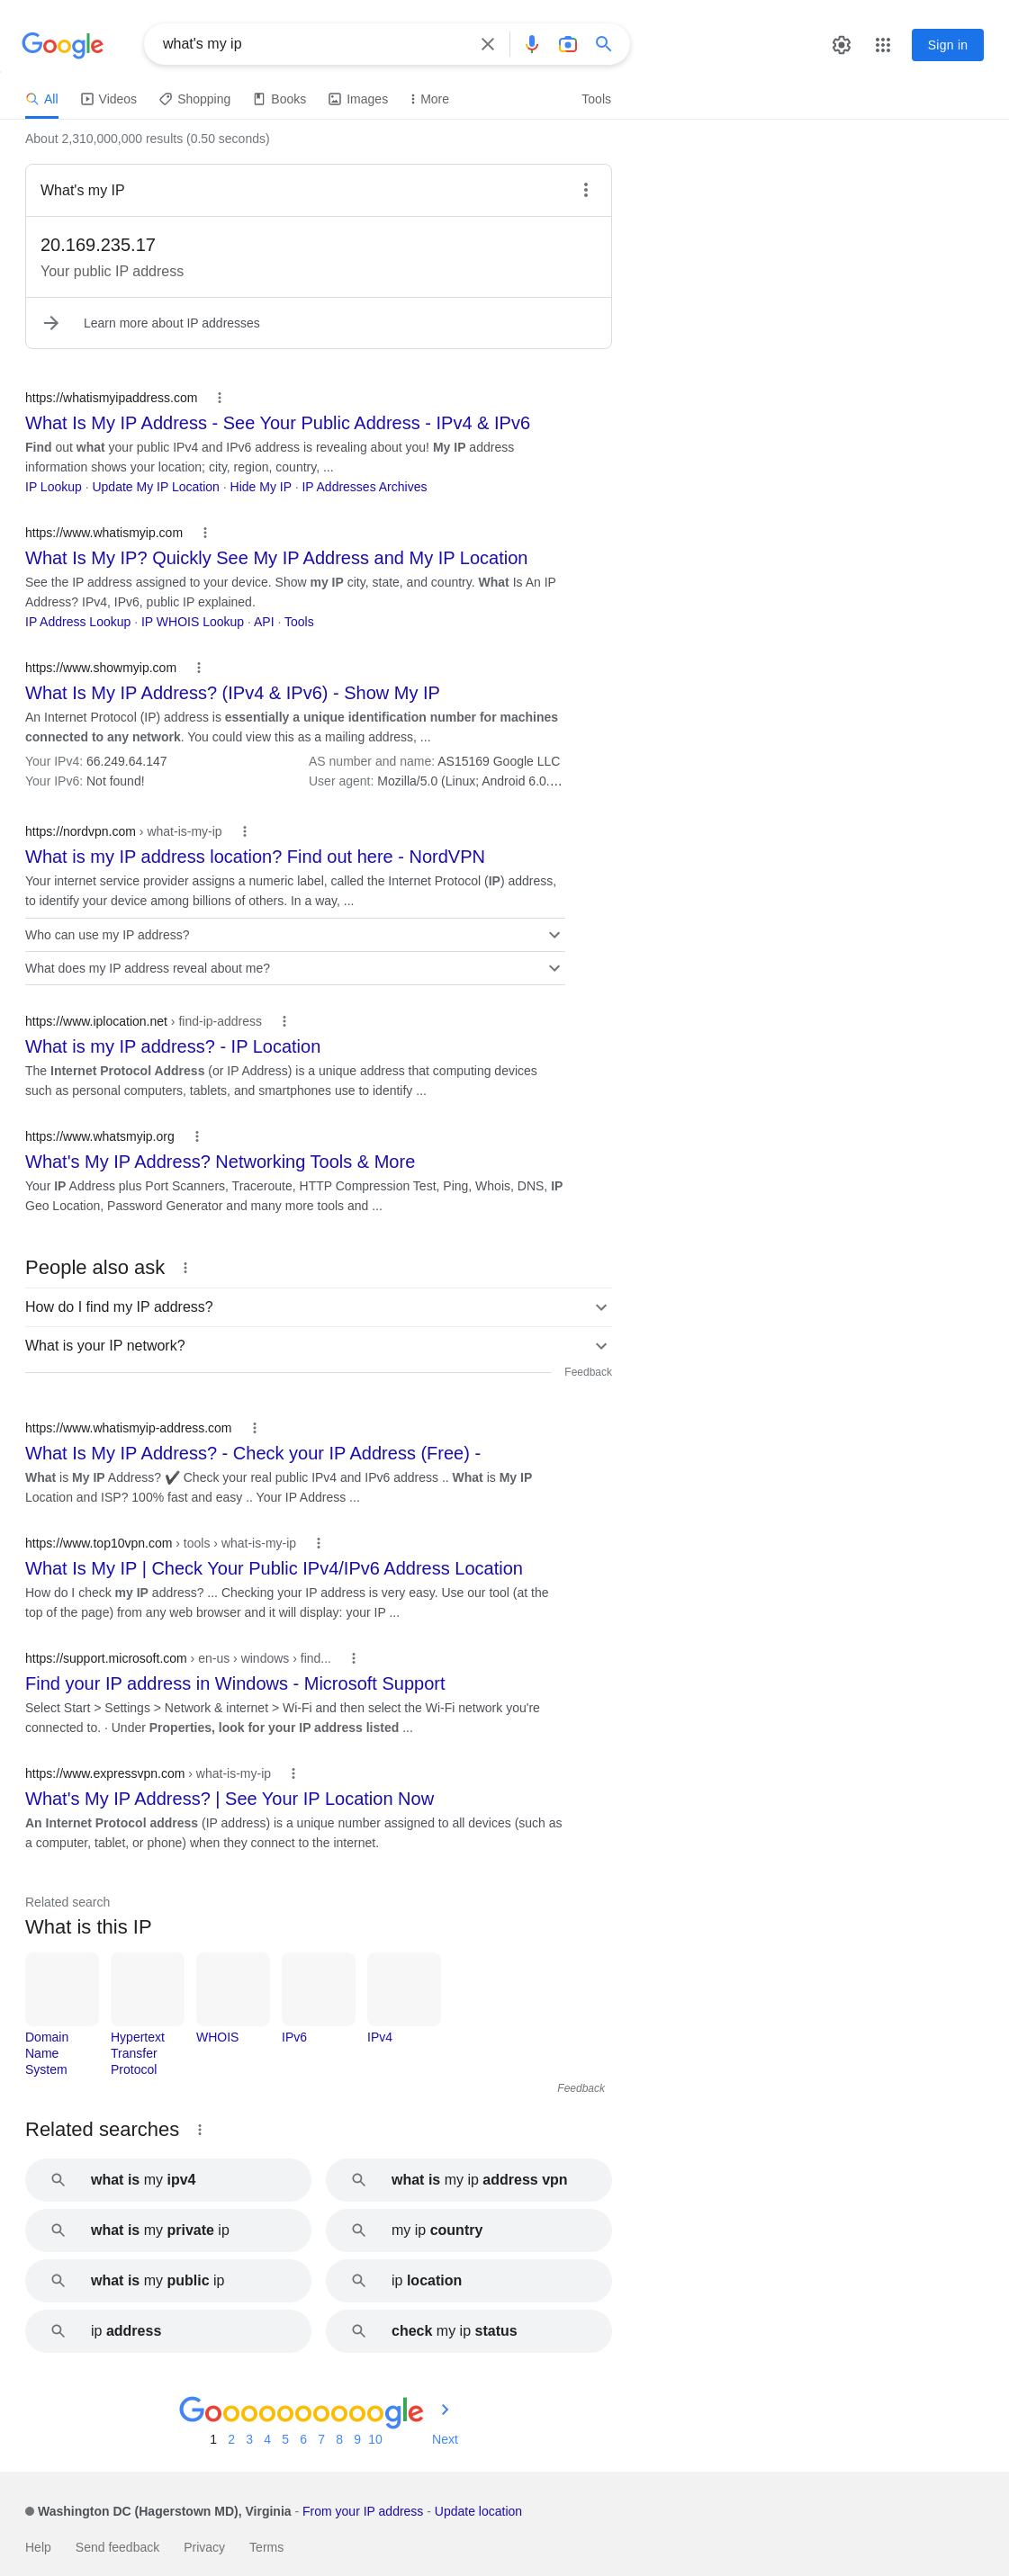 Google
what's my ip
Sign in
All Videos Shopping Books Images More Tools
About 2,310,000,000 results (0.50 seconds)
What's my IP
20.169.235.17
Your public IP address
Learn more about IP addresses
https://whatismyipaddress.com
What Is My IP Address - See Your Public Address - IPv4 & IPv6
Find out what your public IPv4 and IPv6 address is revealing about you! My IP address
information shows your location; city, region, country, ...
IP Lookup · Update My IP Location · Hide My IP · IP Addresses Archives
https://www.whatismyip.com
What Is My IP? Quickly See My IP Address and My IP Location
See the IP address assigned to your device. Show my IP city, state, and country. What Is An IP
Address? IPv4, IPv6, public IP explained.
IP Address Lookup · IP WHOIS Lookup · API · Tools
https://www.showmyip.com
What Is My IP Address? (IPv4 & IPv6) - Show My IP
An Internet Protocol (IP) address is essentially a unique identification number for machines
connected to any network. You could view this as a mailing address, ...
Your IPv4: 66.249.64.147 AS number and name: AS15169 Google LLC
Your IPv6: Not found! User agent: Mozilla/5.0 (Linux; Android 6.0....
https://nordvpn.com › what-is-my-ip
What is my IP address location? Find out here - NordVPN
Your internet service provider assigns a numeric label, called the Internet Protocol (IP) address,
to identify your device among billions of others. In a way, ...
Who can use my IP address?
What does my IP address reveal about me?
https://www.iplocation.net › find-ip-address
What is my IP address? - IP Location
The Internet Protocol Address (or IP Address) is a unique address that computing devices
such as personal computers, tablets, and smartphones use to identify ...
https://www.whatsmyip.org
What's My IP Address? Networking Tools & More
Your IP Address plus Port Scanners, Traceroute, HTTP Compression Test, Ping, Whois, DNS, IP
Geo Location, Password Generator and many more tools and ...
People also ask
How do I find my IP address?
What is your IP network?
Feedback
https://www.whatismyip-address.com
What Is My IP Address? - Check your IP Address (Free) -
What is My IP Address? ✔ Check your real public IPv4 and IPv6 address .. What is My IP
Location and ISP? 100% fast and easy .. Your IP Address ...
https://www.top10vpn.com › tools › what-is-my-ip
What Is My IP | Check Your Public IPv4/IPv6 Address Location
How do I check my IP address? ... Checking your IP address is very easy. Use our tool (at the
top of the page) from any web browser and it will display: your IP ...
https://support.microsoft.com › en-us › windows › find...
Find your IP address in Windows - Microsoft Support
Select Start > Settings > Network & internet > Wi-Fi and then select the Wi-Fi network you're
connected to. · Under Properties, look for your IP address listed ...
https://www.expressvpn.com › what-is-my-ip
What's My IP Address? | See Your IP Location Now
An Internet Protocol address (IP address) is a unique number assigned to all devices (such as
a computer, tablet, or phone) when they connect to the internet.
Related search
What is this IP
Domain
Name
System
Hypertext
Transfer
Protocol
WHOIS
IPv6
IPv4
Feedback
Related searches
what is my ipv4
what is my ip address vpn
what is my private ip
my ip country
what is my public ip
ip location
ip address
check my ip status
Goooooooooogle
1 2 3 4 5 6 7 8 9 10 Next
Washington DC (Hagerstown MD), Virginia - From your IP address - Update location
Help Send feedback Privacy Terms